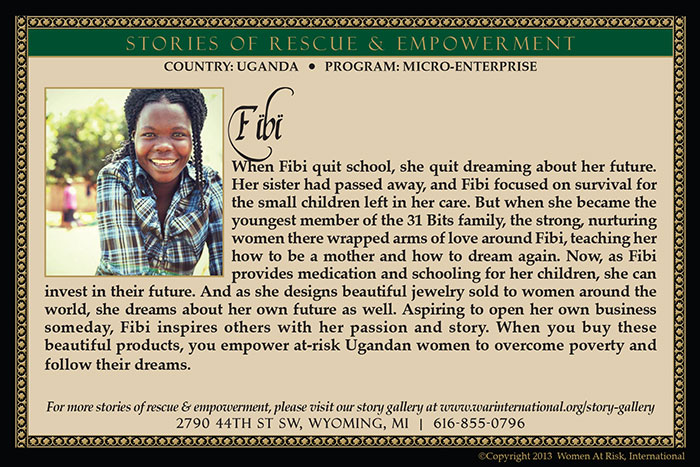 STORIES OF RESCUE & EMPOWERMENT
COUNTRY: UGANDA • PROGRAM: MICRO-ENTERPRISE
Fibi
When Fibi quit school, she quit dreaming about her future.
Her sister had passed away, and Fibi focused on survival for
the small children left in her care. But when she became the
youngest member of the 31 Bits family, the strong, nurturing
women there wrapped arms of love around Fibi, teaching her
how to be a mother and how to dream again. Now, as Fibi
provides medication and schooling for her children, she can
invest in their future. And as she designs beautiful jewelry sold to women around the
world, she dreams about her own future as well. Aspiring to open her own business
someday, Fibi inspires others with her passion and story. When you buy these
beautiful products, you empower at-risk Ugandan women to overcome poverty and
follow their dreams.
For more stories of rescue & empowerment, please visit our story gallery at www.warinternational.org/story-gallery
2790 44TH ST SW, WYOMING, MI | 616-855-0796
©Copyright 2013 Women At Risk, International